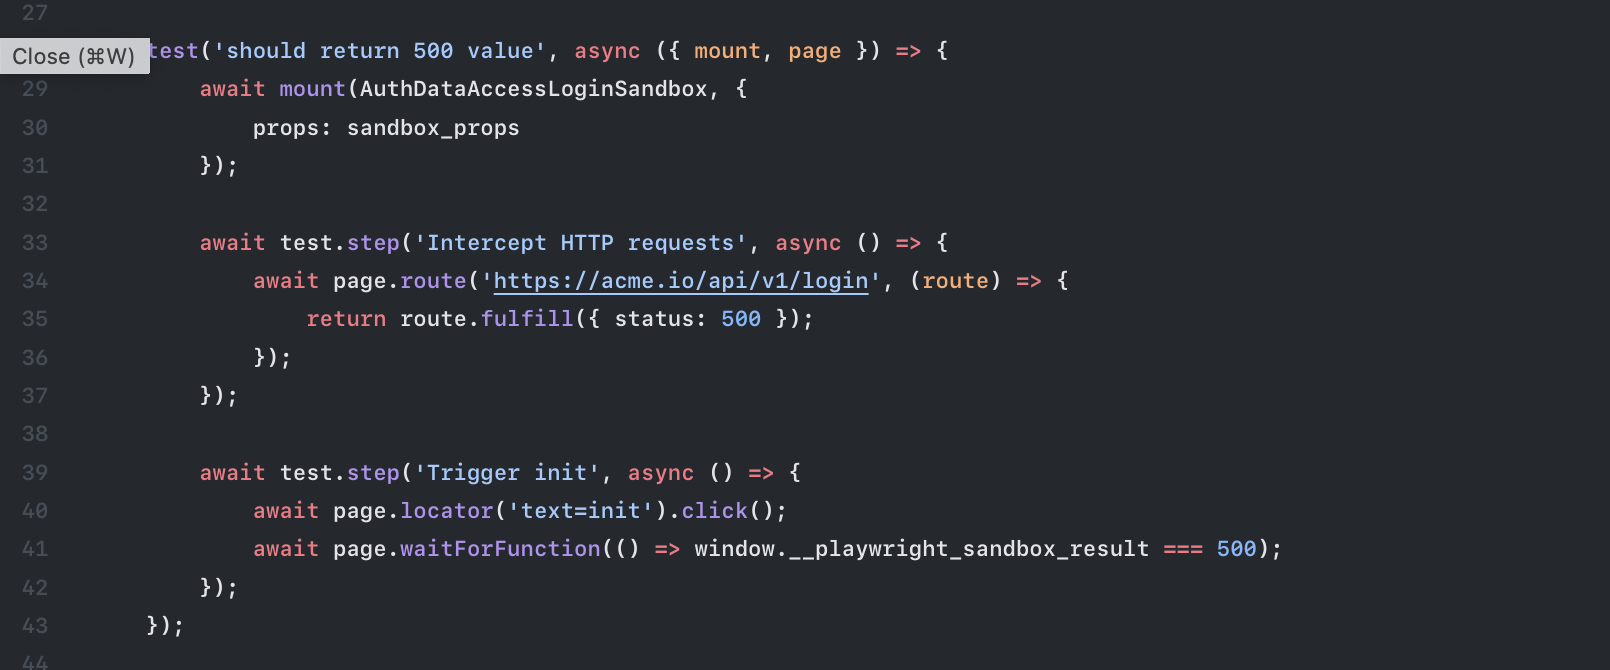 27
Close (⌘W) test('should return 500 value', async ({ mount, page }) => {
29 await mount(AuthDataAccessLoginSandbox, {
30 props: sandbox_props
31 });
32
33 await test.step('Intercept HTTP requests', async () => {
34 await page.route('https://acme.io/api/v1/login', (route) => {
35 return route.fulfill({ status: 500 });
36 });
37 });
38
39 await test.step('Trigger init', async () => {
40 await page.locator('text=init').click();
41 await page.waitForFunction(() => window.__playwright_sandbox_result === 500);
42 });
43 });
44